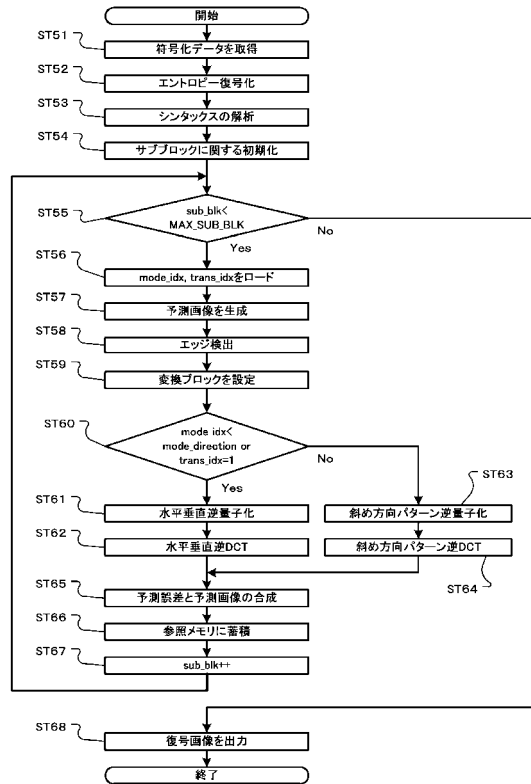 開始
ST51
符号化データを取得
ST52
エントロピー復号化
ST53
シンタックスの解析
ST54
サブブロックに関する初期化
ST55
sub_blk<
MAX_SUB_BLK
No
Yes
ST56
mode_idx, trans_idxをロード
ST57
予測画像を生成
ST58
エッジ検出
ST59
変換ブロックを設定
ST60
mode idx<
mode_direction or
trans_idx=1
No
Yes
ST61
水平垂直逆量子化
ST63
斜め方向パターン逆量子化
ST62
水平垂直逆DCT
斜め方向パターン逆DCT
ST64
ST65
予測誤差と予測画像の合成
ST66
参照メモリに蓄積
ST67
sub_blk++
ST68
復号画像を出力
終了